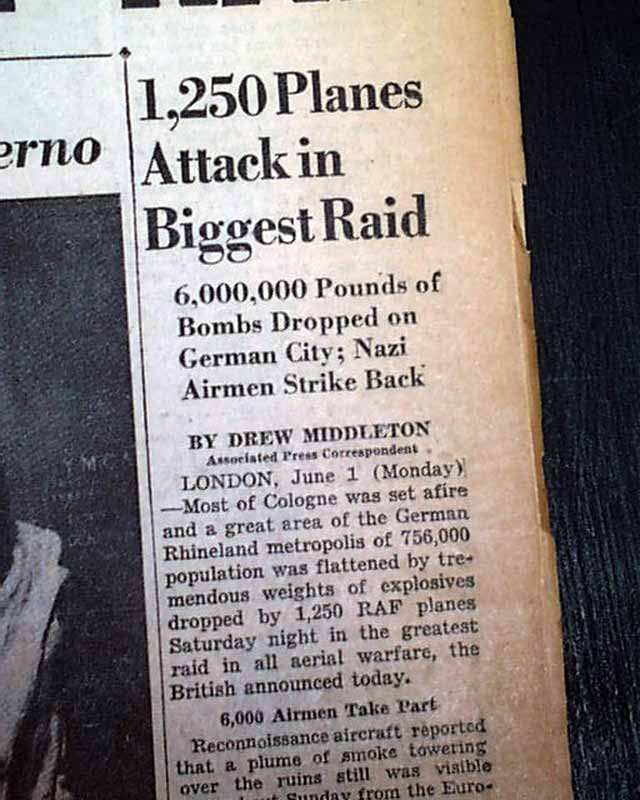 erno
1,250 Planes
Attack in
Biggest Raid
6,000,000 Pounds of
Bombs Dropped on
German City; Nazi
Airmen Strike Back
BY DREW MIDDLETON
Associated Press Correspondent
LONDON, June 1 (Monday)
—Most of Cologne was set afire
and a great area of the German
Rhineland metropolis of 756,000
population was flattened by tre-
mendous weights of explosives
dropped by 1,250 RAF planes
Saturday night in the greatest
raid in all aerial warfare, the
British announced today.
6,000 Airmen Take Part
Reconnoissance aircraft reported
that a plume of smoke towering
over the ruins still was visible
Sunday from the Euro-